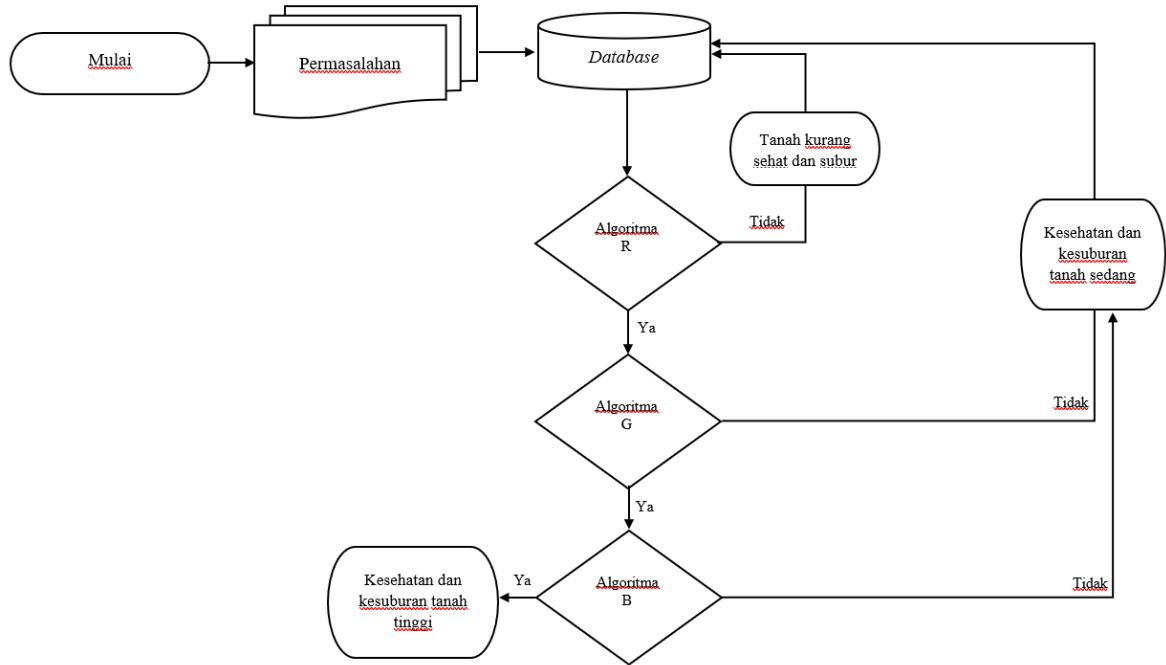 Mulai
Permasalahan
Database
Tanah kurang
sehat dan subur
Tidak
Algoritma
R
Kesehatan dan
kesuburan
tanah sedang
Ya
Tidak
Algoritma
G
Ya
Kesehatan dan
kesuburan tanah
tinggi
Ya
Algoritma
B
Tidak